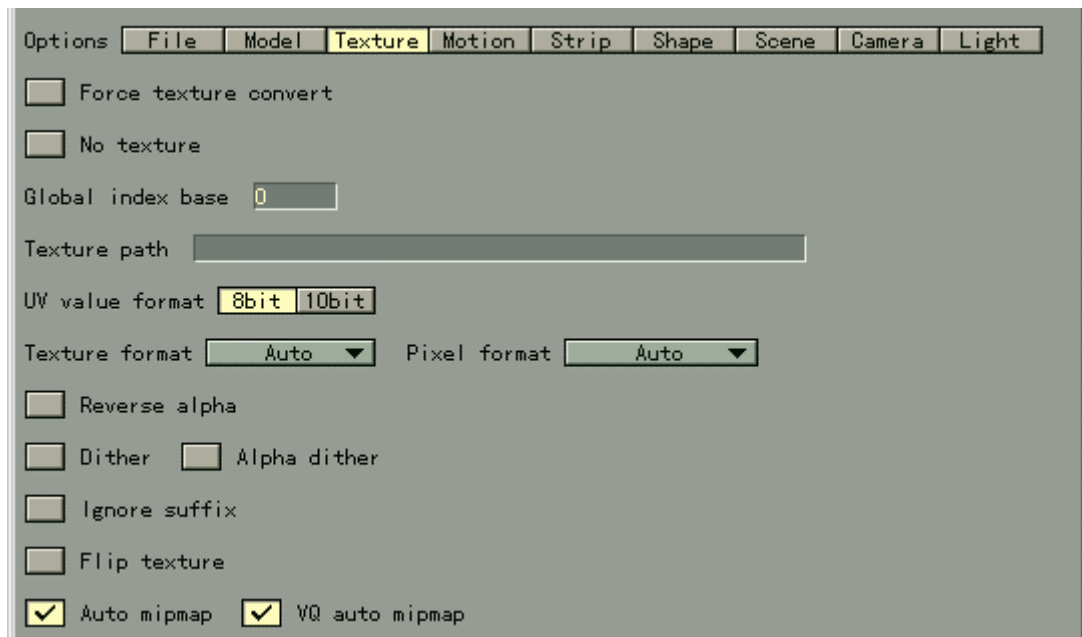 Options File Model Texture Motion Strip Shape Scene Camera Light
Force texture convert
No texture
Global index base 0
Texture path
UV value format 8bit 10bit
Texture format Auto Pixel format Auto
Reverse alpha
Dither Alpha dither
Ignore suffix
Flip texture
Auto mipmap VQ auto mipmap